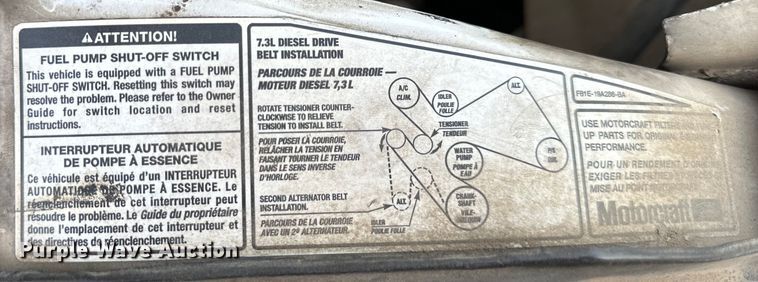 ⚠ATTENTION!
FUEL PUMP SHUT-OFF SWITCH
This vehicle is equipped with a FUEL PUMP
SHUT-OFF SWITCH. Resetting this switch may
resolve the problem. Please refer to the Owner
Guide for switch location and reset
instructions.
INTERRUPTEUR AUTOMATIQUE
DE POMPE À ESSENCE
Ce véhicule est équipé d'un INTERRUPTEUR
AUTOMATIQUE DE POMPE À ESSENCE. Le
réenclenchement de cet interrupteur peut
résoudre le problème. Le Guide du propriétaire
donne l'emplacement de cet interrupteur et
ses directives de réenclenchement.
7.3L DIESEL DRIVE
BELT INSTALLATION
PARCOURS DE LA COURROIE—
MOTEUR DIESEL 7,3 L
ROTATE TENSIONER COUNTER-
CLOCKWISE TO RELIEVE
TENSION TO INSTALL BELT.
POUR POSER LA COURROIE,
RELÂCHER LA TENSION EN
FAISANT TOURNER LE TENDEUR
DANS LE SENS INVERSE
D'HORLOGE.
SECOND ALTERNATOR BELT
INSTALLATION.
PARCOURS DE LA COURROIE
AVEC UN 2e ALTERNATEUR.
A/C
CLIM.
IDLER
POULIE
FOLLE
ALT.
TENSIONER
TENDEUR
WATER
PUMP
POMPE
À EAU
P/S
ALT.
IDLER
POULIE FOLLE
CRANK-
SHAFT
VILE-
BREQUIN
F81E-19A286-BA
USE MOTORCRAFT FILTERS
UP PARTS FOR ORIGINAL
PERFORMANCE.
POUR UN RENDEMENT D'ORI
EXIGER LES FILTRES
MISE AU POINT
Motorcraft
Purple Wave Auction